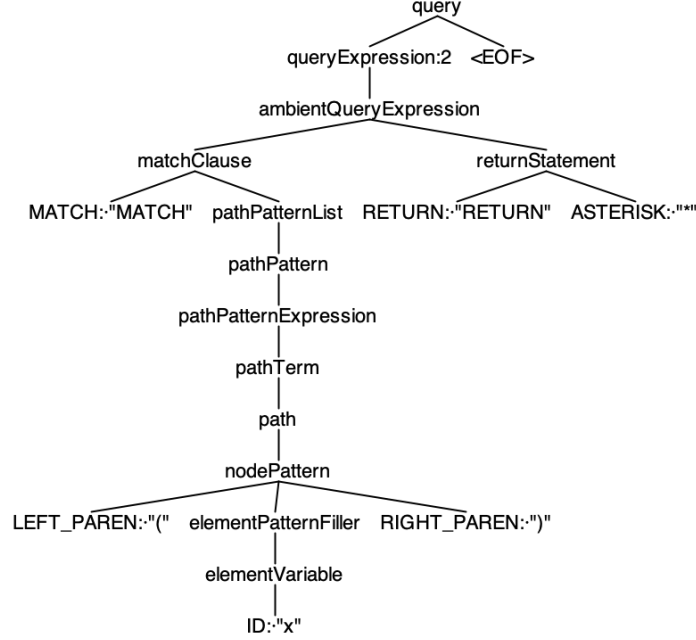 query
queryExpression:2 <EOF>
ambientQueryExpression
matchClause returnStatement
MATCH:·"MATCH" pathPatternList RETURN:·"RETURN" ASTERISK:·"*"
pathPattern
pathPatternExpression
pathTerm
path
nodePattern
LEFT_PAREN:·"(" elementPatternFiller RIGHT_PAREN:·")"
elementVariable
ID:·"x"